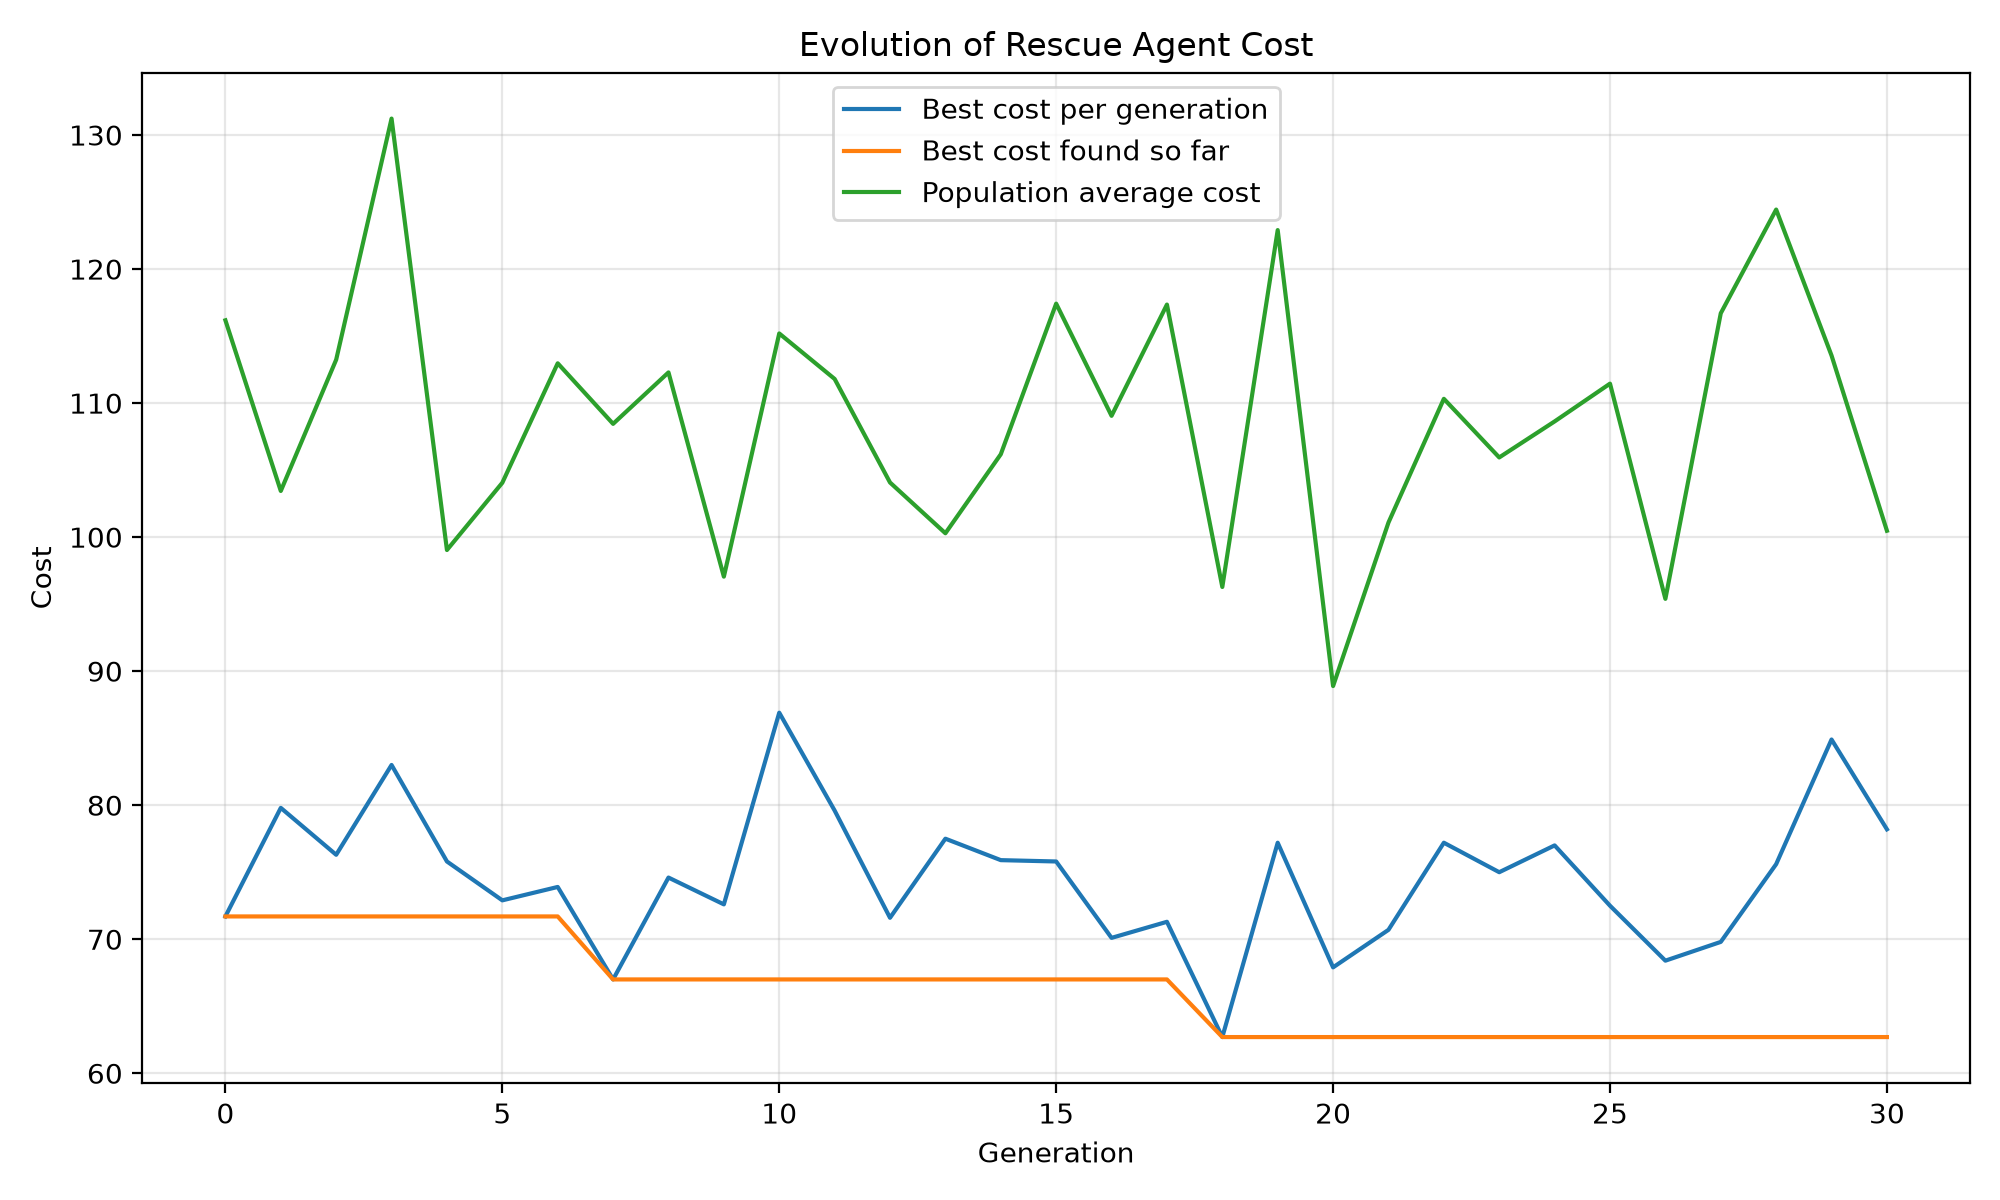 Evolution of Rescue Agent Cost
Best cost per generation
Best cost found so far
Population average cost
130
120
110
100
90
80
70
60
Cost
0 5 10 15 20 25 30
Generation